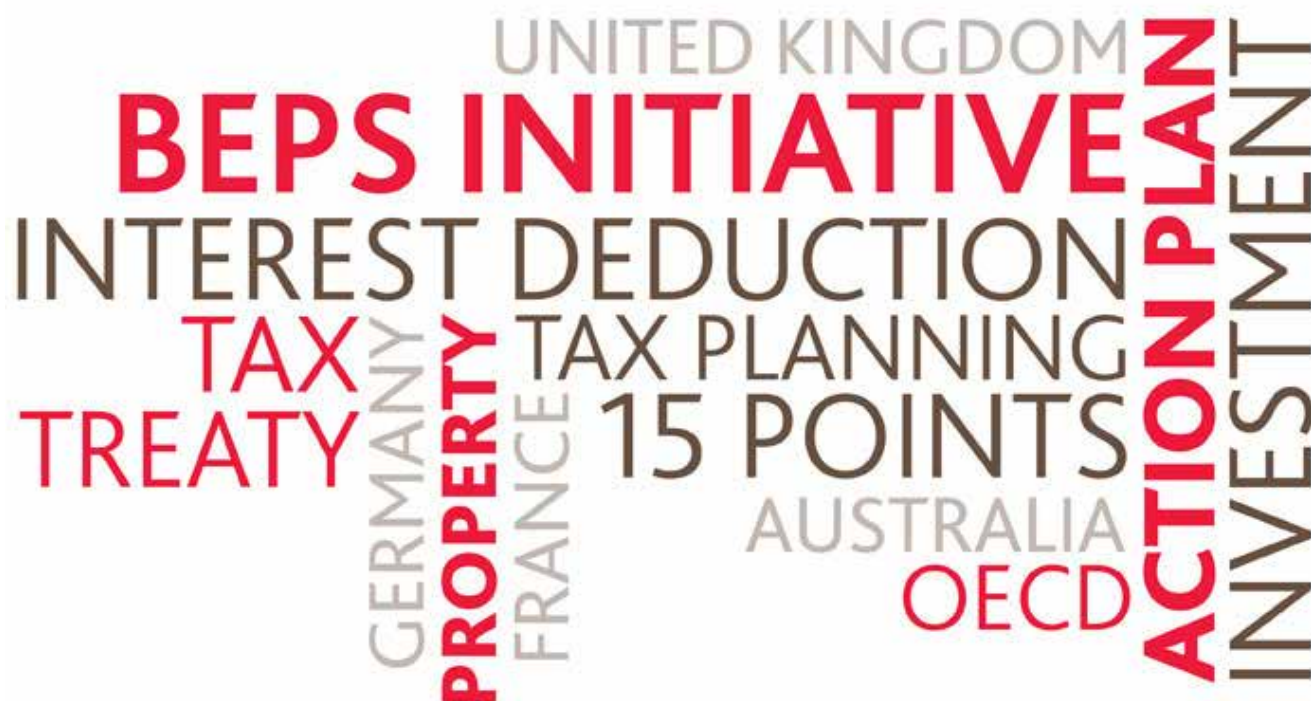 UNITED KINGDOM
BEPS INITIATIVE
INTEREST DEDUCTION
TAX
TREATY
GERMANY
PROPERTY
FRANCE
TAX PLANNING
15 POINTS
AUSTRALIA
OECD
ACTION PLAN
INVESTMENT